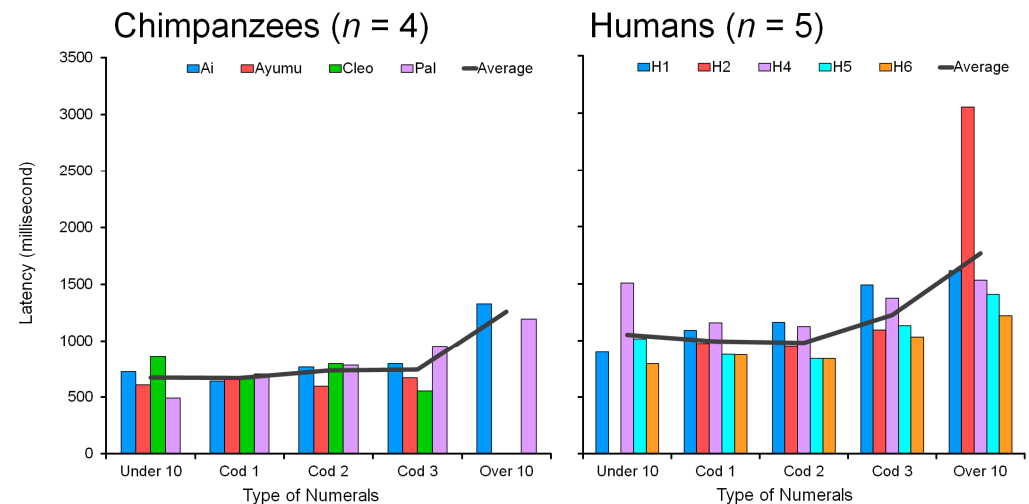 Chimpanzees (n = 4)
Humans (n = 5)
Ai Ayumu Cleo Pal Average
H1 H2 H4 H5 H6 Average
Latency (millisecond)
3500
3000
2500
2000
1500
1000
500
0
Under 10 Cod 1 Cod 2 Cod 3 Over 10
Under 10 Cod 1 Cod 2 Cod 3 Over 10
Type of Numerals
Type of Numerals